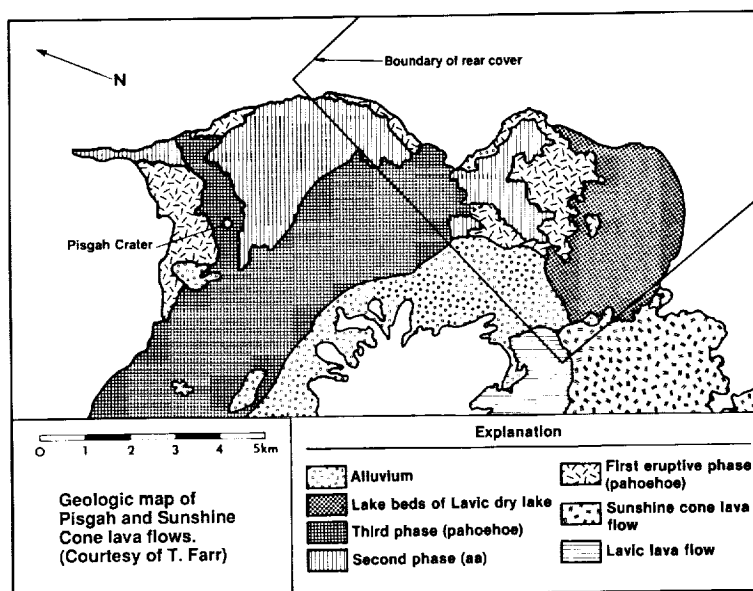 N
Boundary of rear cover
Pisgah Crater
0 1 2 3 4 5km
Geologic map of
Pisgah and Sunshine
Cone lava flows.
(Courtesy of T. Farr)
Explanation
Alluvium
Lake beds of Lavic dry lake
Third phase (pahoehoe)
Second phase (aa)
First eruptive phase
(pahoehoe)
Sunshine cone lava
flow
Lavic lava flow